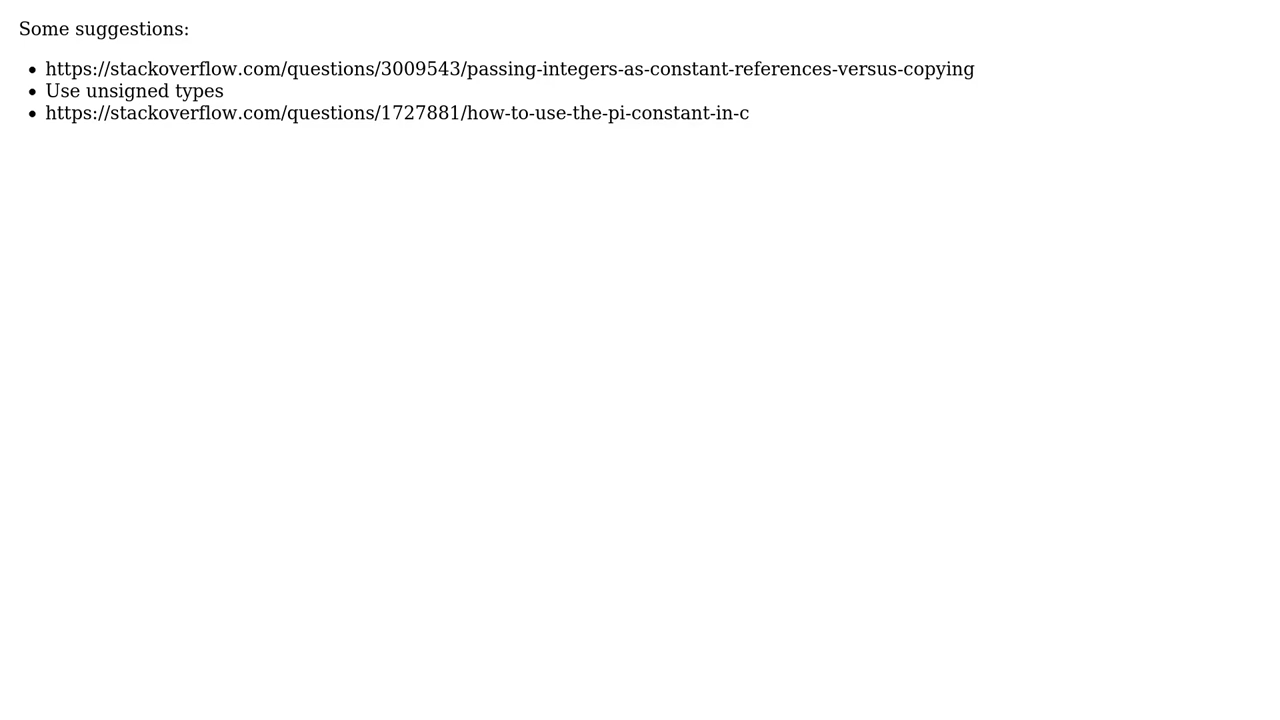 Some suggestions:
• https://stackoverflow.com/questions/3009543/passing-integers-as-constant-references-versus-copying
• Use unsigned types
• https://stackoverflow.com/questions/1727881/how-to-use-the-pi-constant-in-c